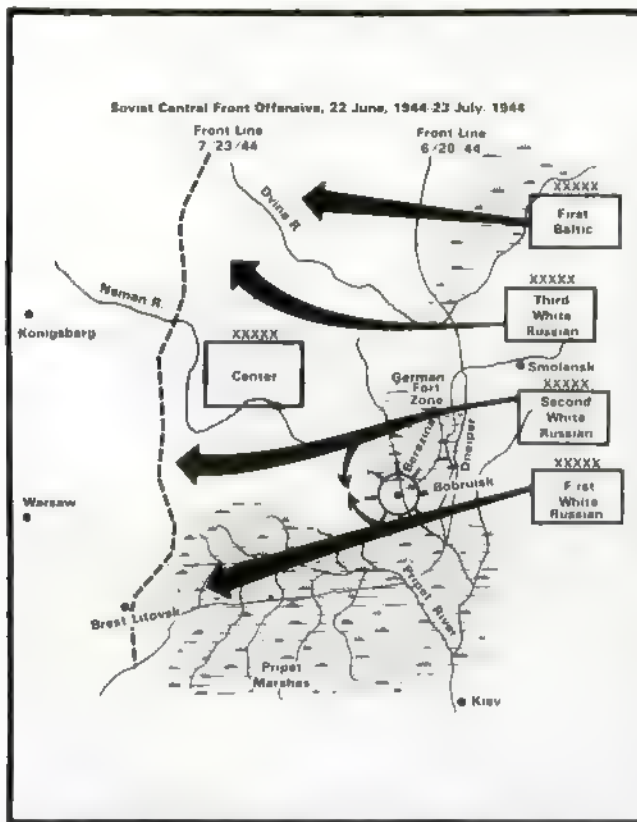 Soviet Central Front Offensive, 22 June, 1944-23 July, 1944
Front Line
7/23/44
Front Line
6/20/44
XXXXX
First
Baltic
Dvina R.
XXXXX
Third
White
Russian
Neman R.
Konigsberg
XXXXX
Center
Smolensk
German
Fort
Zone
XXXXX
Second
White
Russian
Beresina
Dneiper
Bobruisk
XXXXX
First
White
Russian
Warsaw
Brest Litovsk
Pripet River
Pripet
Marshes
Kiev